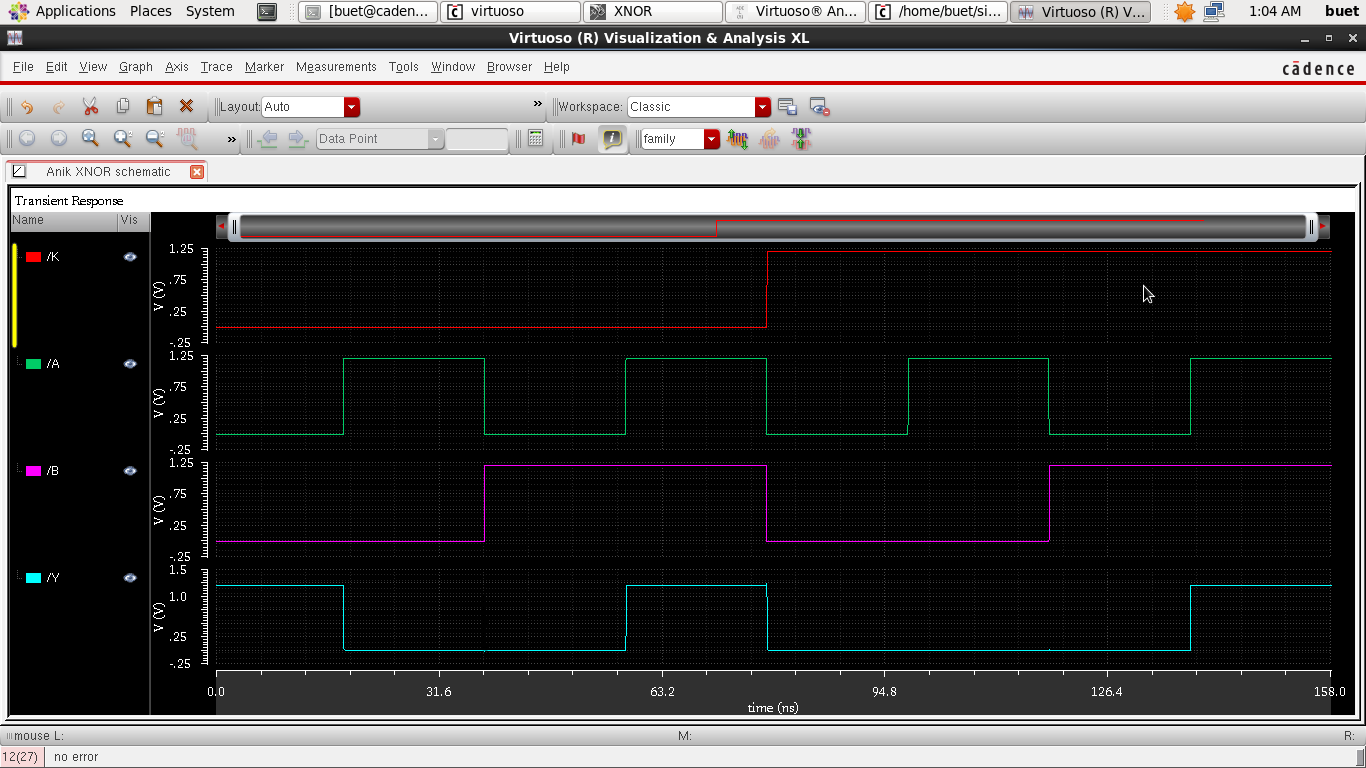 Applications Places System [buet@caden... virtuoso XNOR Virtuoso® An... /home/buet/si... Virtuoso (R) V... 1:04 AM buet
Virtuoso (R) Visualization & Analysis XL
File Edit View Graph Axis Trace Marker Measurements Tools Window Browser Help cādence
Layout: Auto » Workspace: Classic
» Data Point family
Anik XNOR schematic
Transient Response
Name Vis
/K
V (V)
1.25
.75
.25
-.25
/A
V (V)
1.25
.75
.25
-.25
/B
V (V)
1.25
.75
.25
-.25
/Y
V (V)
1.5
1.0
.25
-.25
0.0 31.6 63.2 94.8 126.4 158.0
time (ns)
mouse L: M: R:
12(27) no error